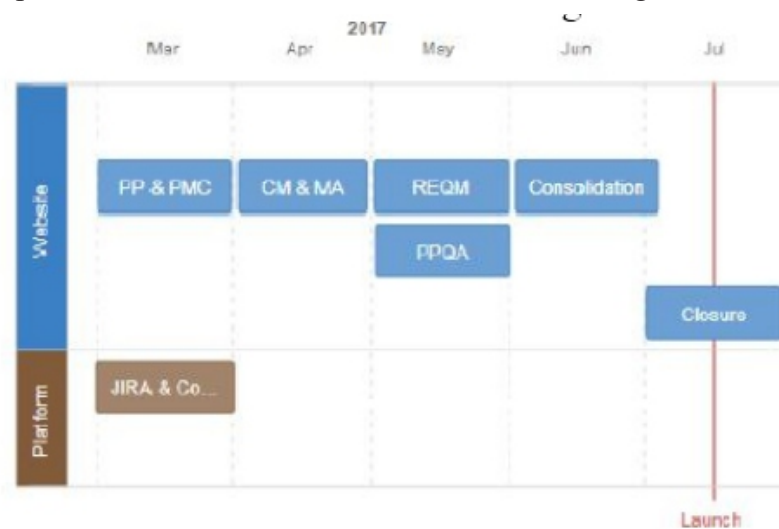 2017
Mar Apr May Jun Jul
Website
PP & PMC CM & MA REQM Consolidation
PPQA
Closure
Platform
JIRA & Co...
Launch